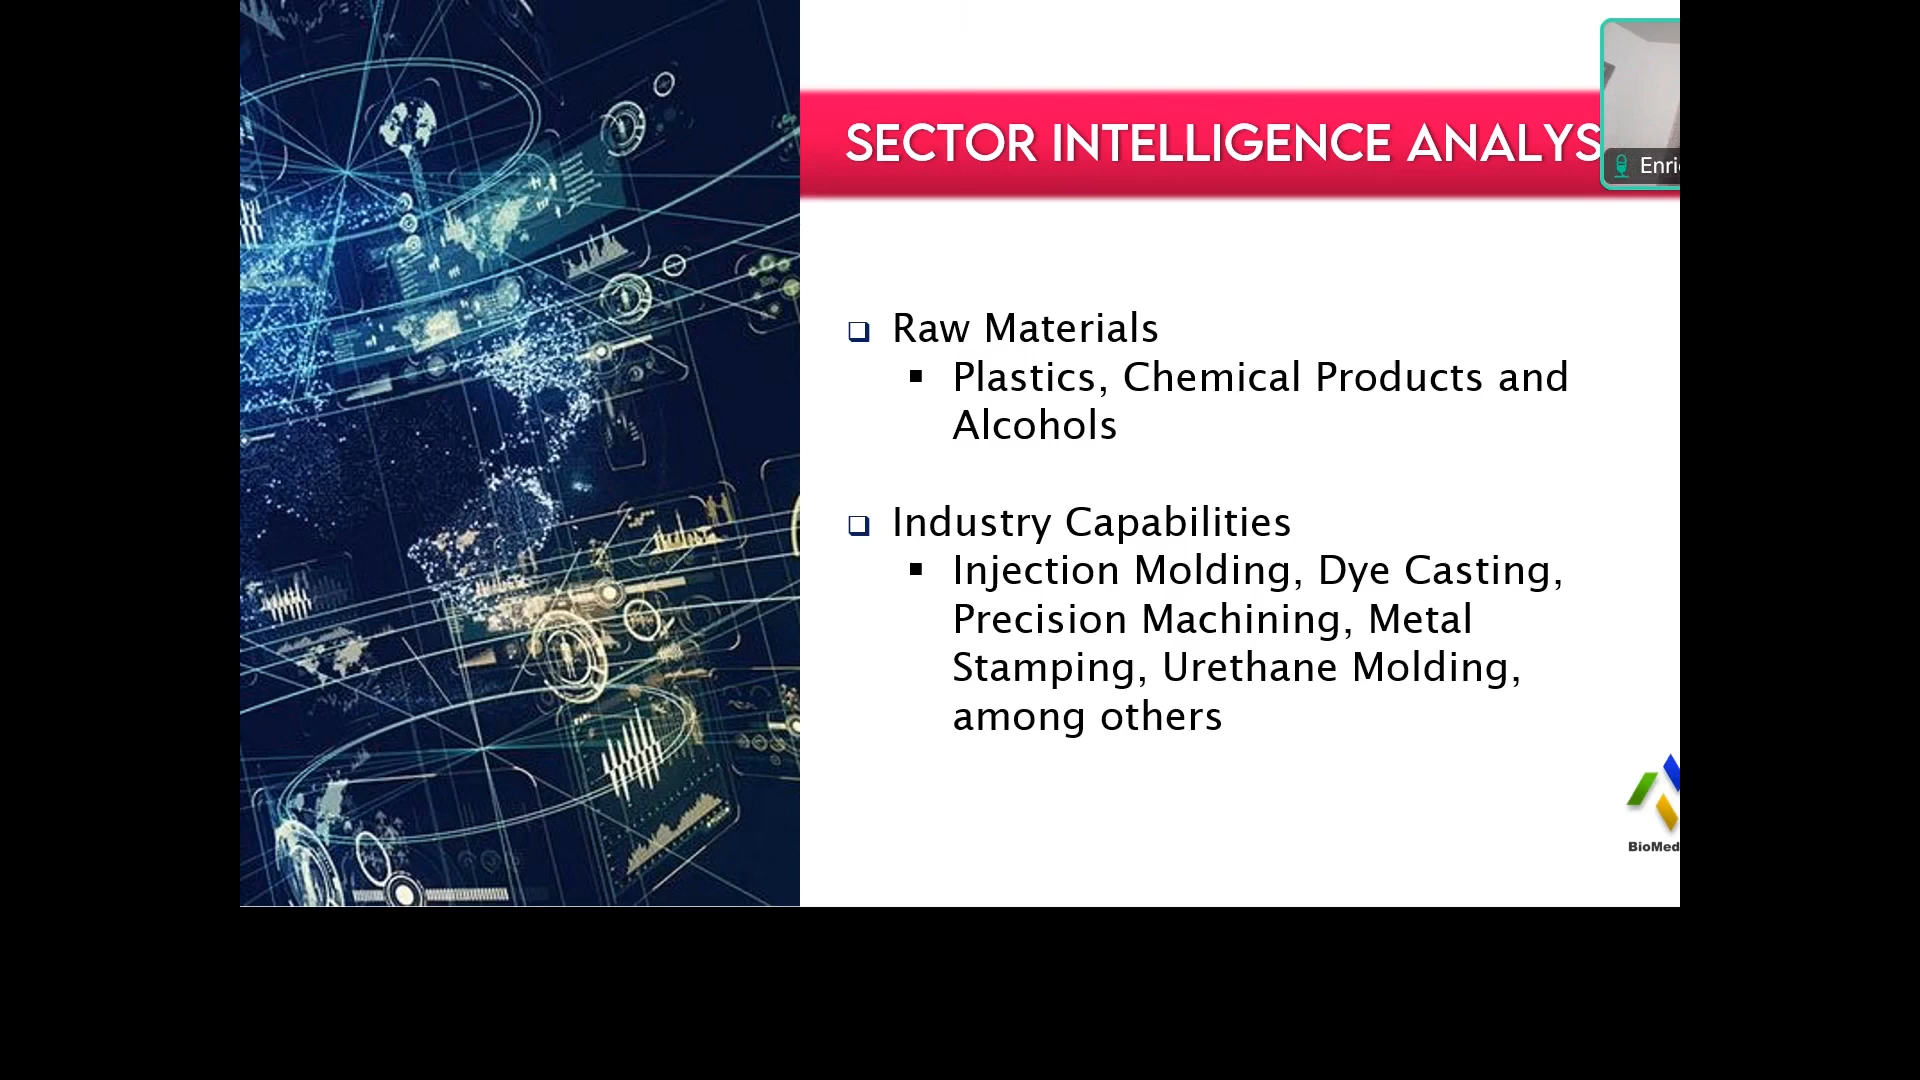 SECTOR INTELLIGENCE ANALYS
Enri
Raw Materials
Plastics, Chemical Products and
Alcohols
Industry Capabilities
Injection Molding, Dye Casting,
Precision Machining, Metal
Stamping, Urethane Molding,
among others
BioMed